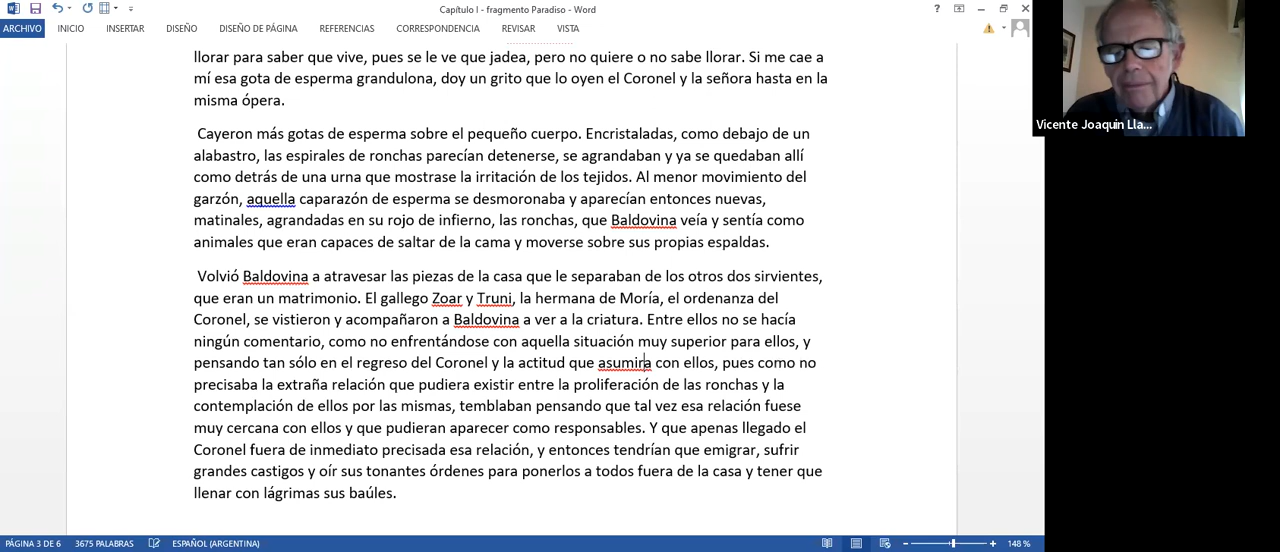 Capítulo I - fragmento Paradiso - Word
ARCHIVO INICIO INSERTAR DISEÑO DISEÑO DE PÁGINA REFERENCIAS CORRESPONDENCIA REVISAR VISTA
llorar para saber que vive, pues se le ve que jadea, pero no quiere o no sabe llorar. Si me cae a
mí esa gota de esperma grandulona, doy un grito que lo oyen el Coronel y la señora hasta en la
misma ópera.
Cayeron más gotas de esperma sobre el pequeño cuerpo. Encristaladas, como debajo de un
alabastro, las espirales de ronchas parecían detenerse, se agrandaban y ya se quedaban allí
como detrás de una urna que mostrase la irritación de los tejidos. Al menor movimiento del
garzón, aquella caparazón de esperma se desmoronaba y aparecían entonces nuevas,
matinales, agrandadas en su rojo de infierno, las ronchas, que Baldovina veía y sentía como
animales que eran capaces de saltar de la cama y moverse sobre sus propias espaldas.
Volvió Baldovina a atravesar las piezas de la casa que le separaban de los otros dos sirvientes,
que eran un matrimonio. El gallego Zoar y Truni, la hermana de Moría, el ordenanza del
Coronel, se vistieron y acompañaron a Baldovina a ver a la criatura. Entre ellos no se hacía
ningún comentario, como no enfrentándose con aquella situación muy superior para ellos, y
pensando tan sólo en el regreso del Coronel y la actitud que asumira con ellos, pues como no
precisaba la extraña relación que pudiera existir entre la proliferación de las ronchas y la
contemplación de ellos por las mismas, temblaban pensando que tal vez esa relación fuese
muy cercana con ellos y que pudieran aparecer como responsables. Y que apenas llegado el
Coronel fuera de inmediato precisada esa relación, y entonces tendrían que emigrar, sufrir
grandes castigos y oír sus tonantes órdenes para ponerlos a todos fuera de la casa y tener que
llenar con lágrimas sus baúles.
Vicente Joaquin Lla...
PÁGINA 3 DE 6 3675 PALABRAS ESPAÑOL (ARGENTINA) 148 %